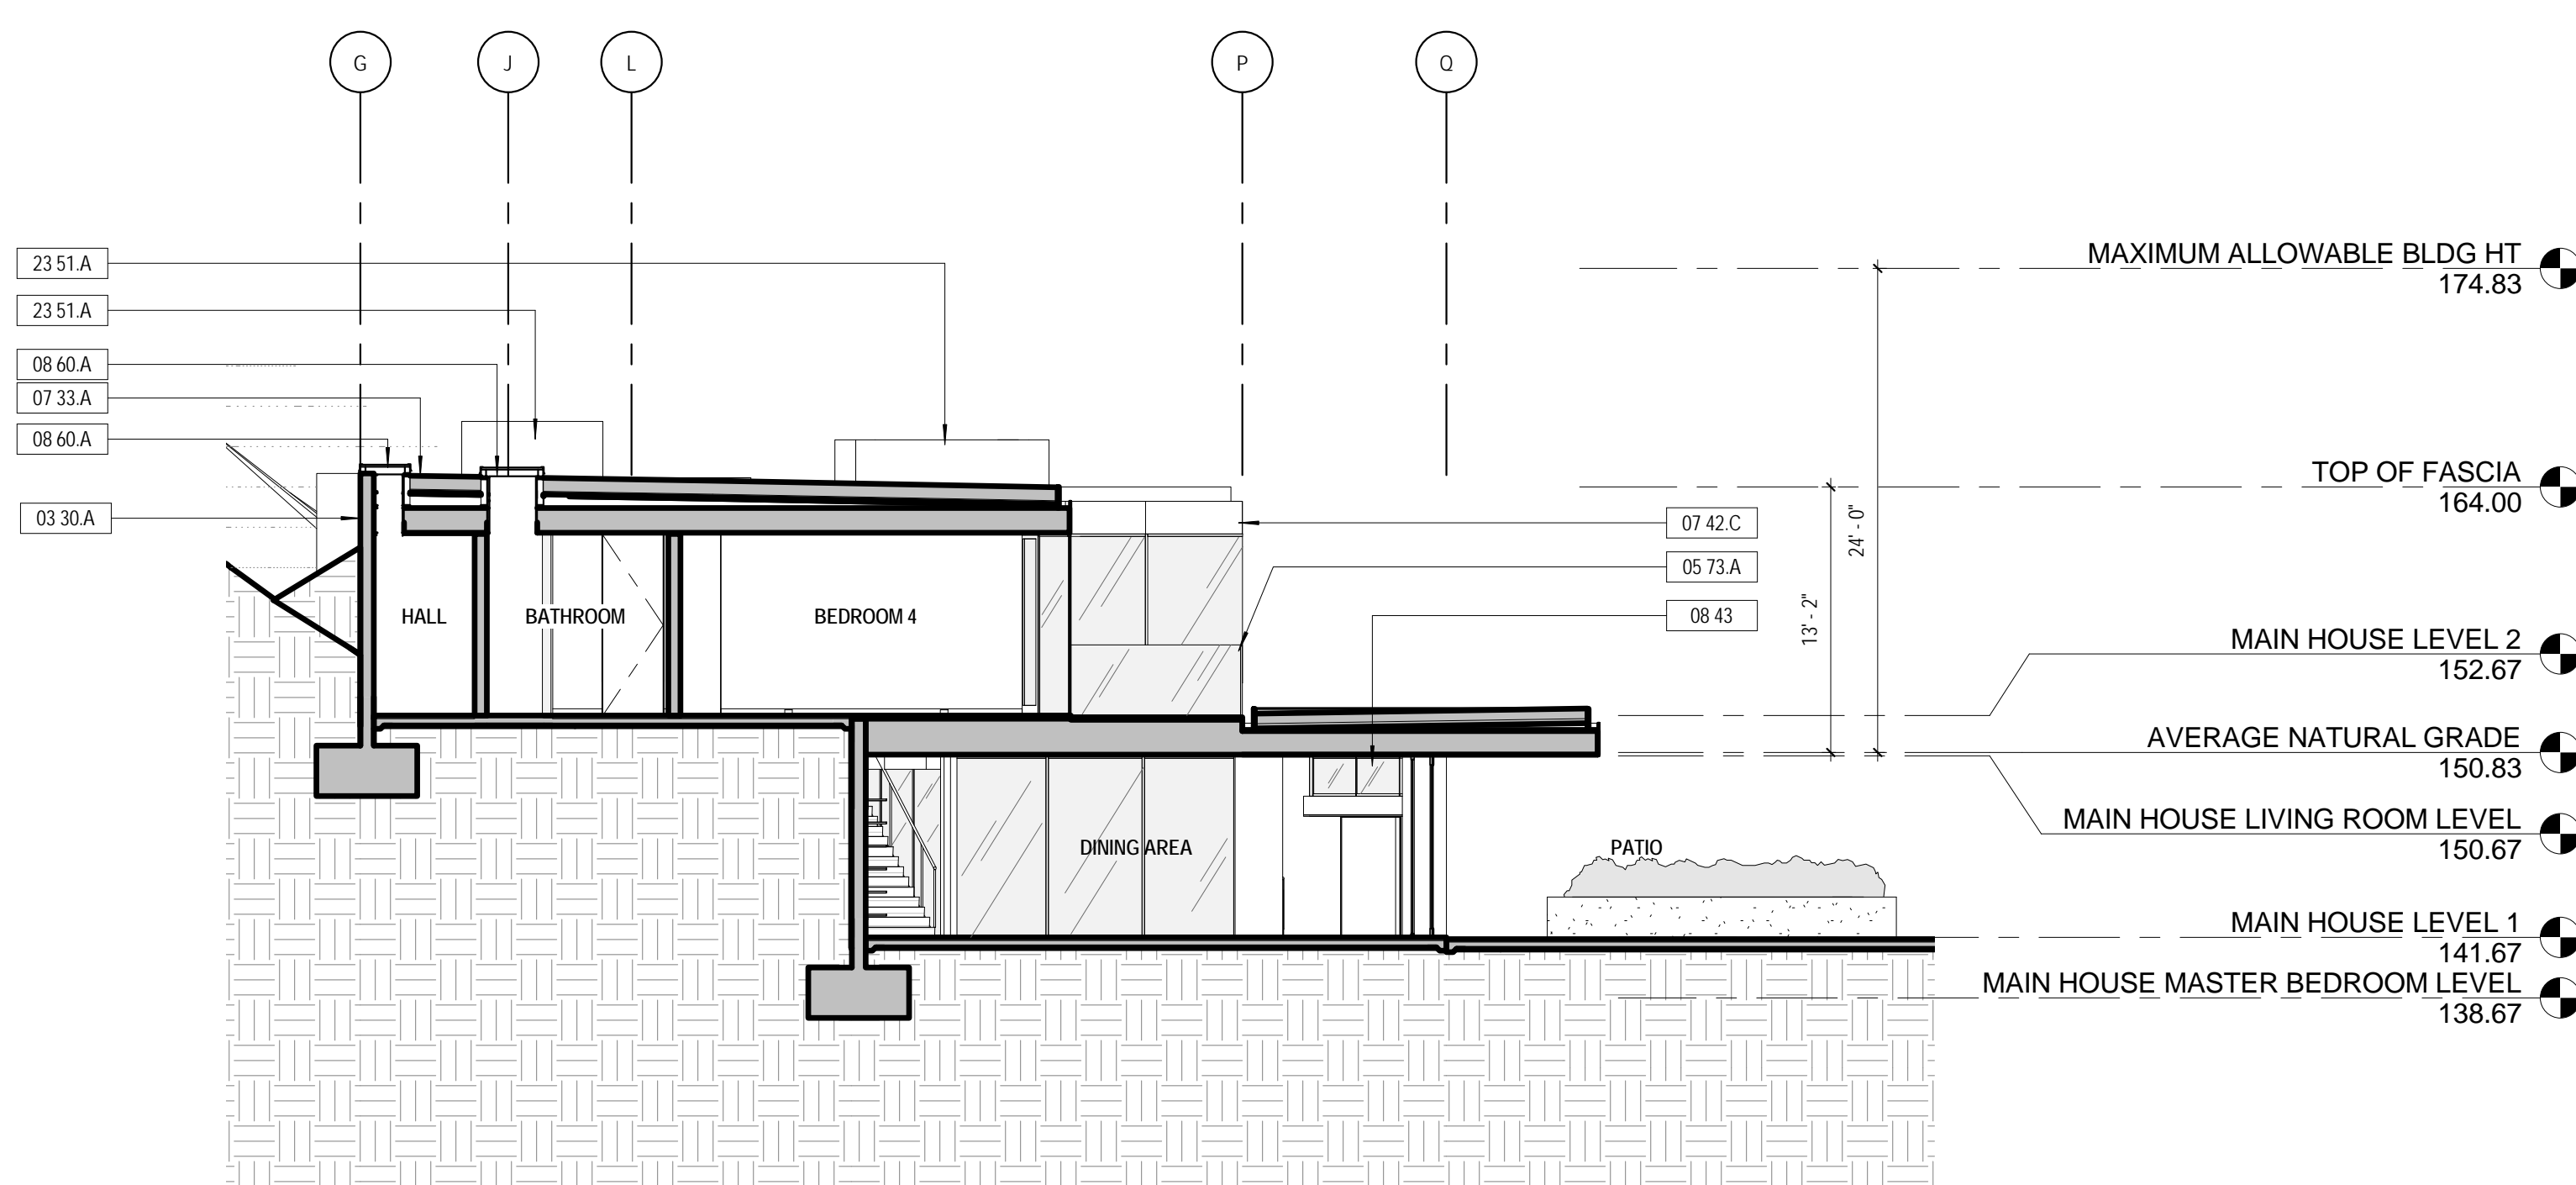 G
J
L
P
Q
23 51.A
23 51.A
08 60.A
07 33.A
08 60.A
03 30.A
MAXIMUM ALLOWABLE BLDG HT
174.83
TOP OF FASCIA
164.00
07 42.C
05 73.A
08 43
24' - 0"
13' - 2"
HALL
BATHROOM
BEDROOM 4
MAIN HOUSE LEVEL 2
152.67
AVERAGE NATURAL GRADE
150.83
MAIN HOUSE LIVING ROOM LEVEL
150.67
DINING AREA
PATIO
MAIN HOUSE LEVEL 1
141.67
MAIN HOUSE MASTER BEDROOM LEVEL
138.67